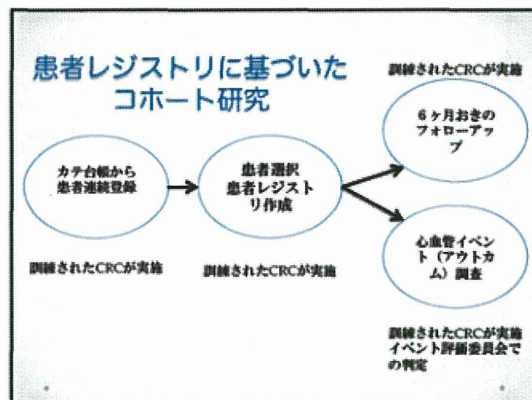 患者レジストリに基づいた
コホート研究
訓練されたCRCが実施
6ヶ月おきの
フォローアッ
プ
カテ台帳から
患者連続登録
患者選択
患者レジスト
リ作成
心血管イベン
ト（アウトカ
ム）調査
訓練されたCRCが実施
訓練されたCRCが実施
訓練されたCRCが実施
イベント評価委員会で
の判定